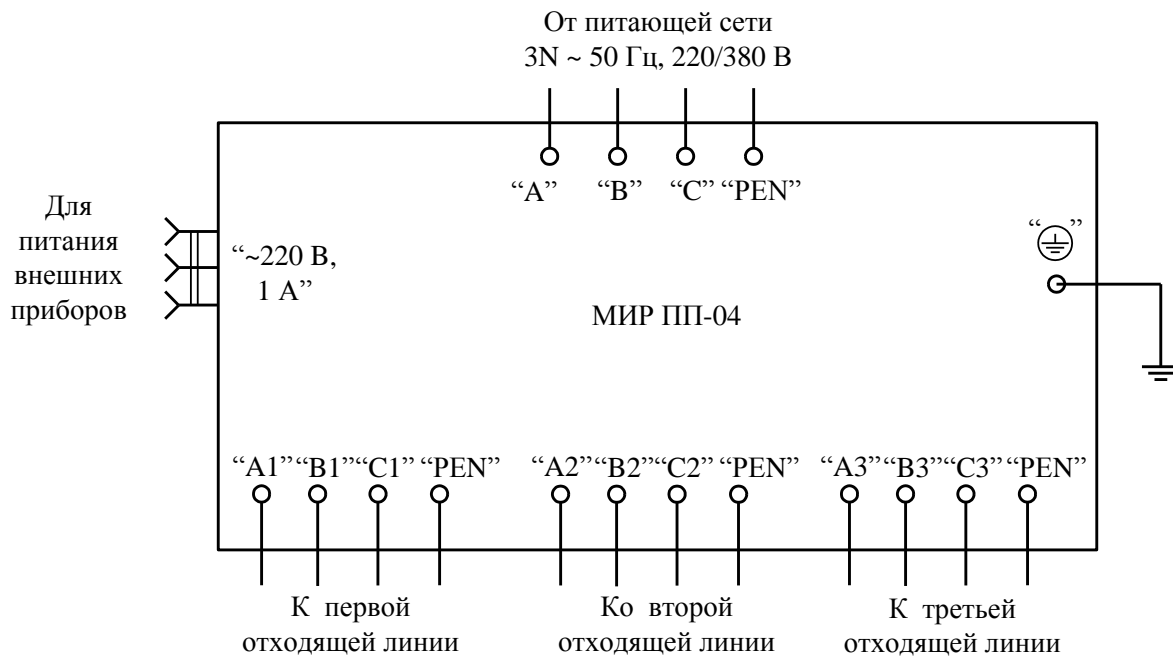 От питающей сети
3N ~ 50 Гц, 220/380 В
“A” “B” “C” “PEN”
Для
питания
внешних
приборов
“~220 В,
1 А”
“ ”
МИР ПП-04
“A1” “B1” “C1” “PEN” “A2” “B2” “C2” “PEN” “A3” “B3” “C3” “PEN”
К первой
отходящей линии
Ко второй
отходящей линии
К третьей
отходящей линии